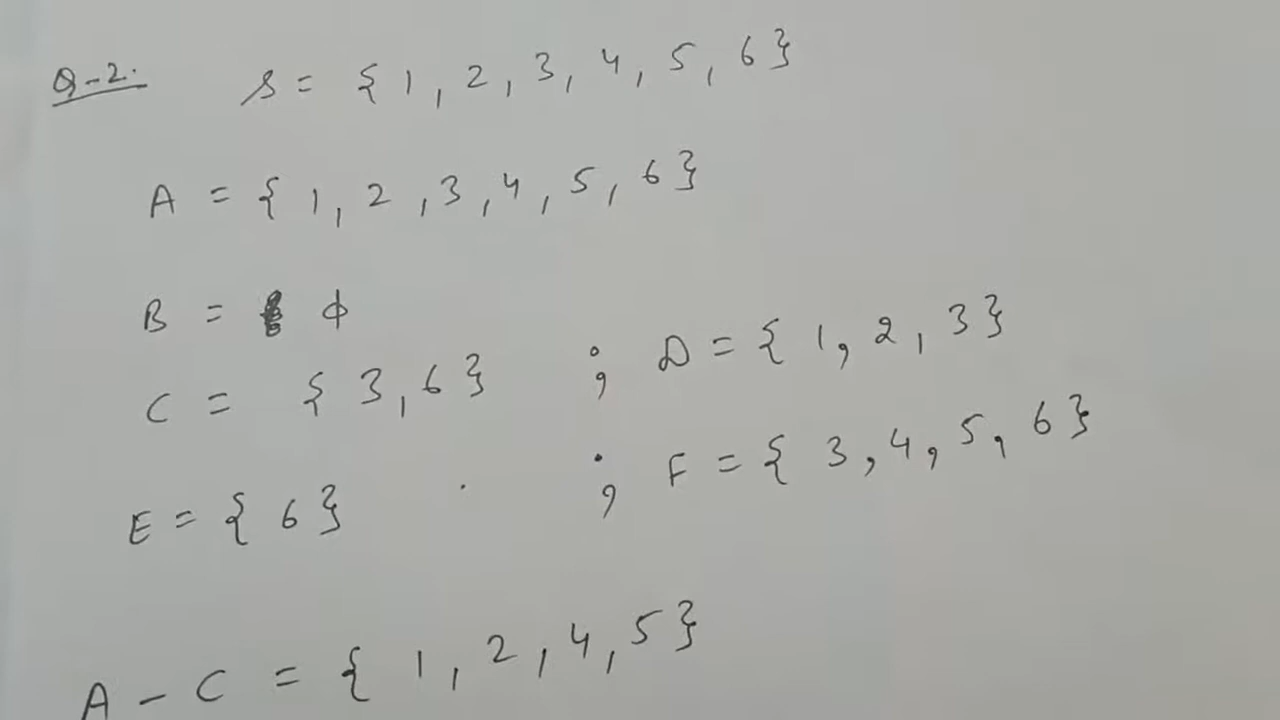 Q-2. S = {1, 2, 3, 4, 5, 6}
A = {1, 2, 3, 4, 5, 6}
B = ϕ
C = {3, 6} ; D = {1, 2, 3}
E = {6} ; F = {3, 4, 5, 6}
A - C = {1, 2, 4, 5}